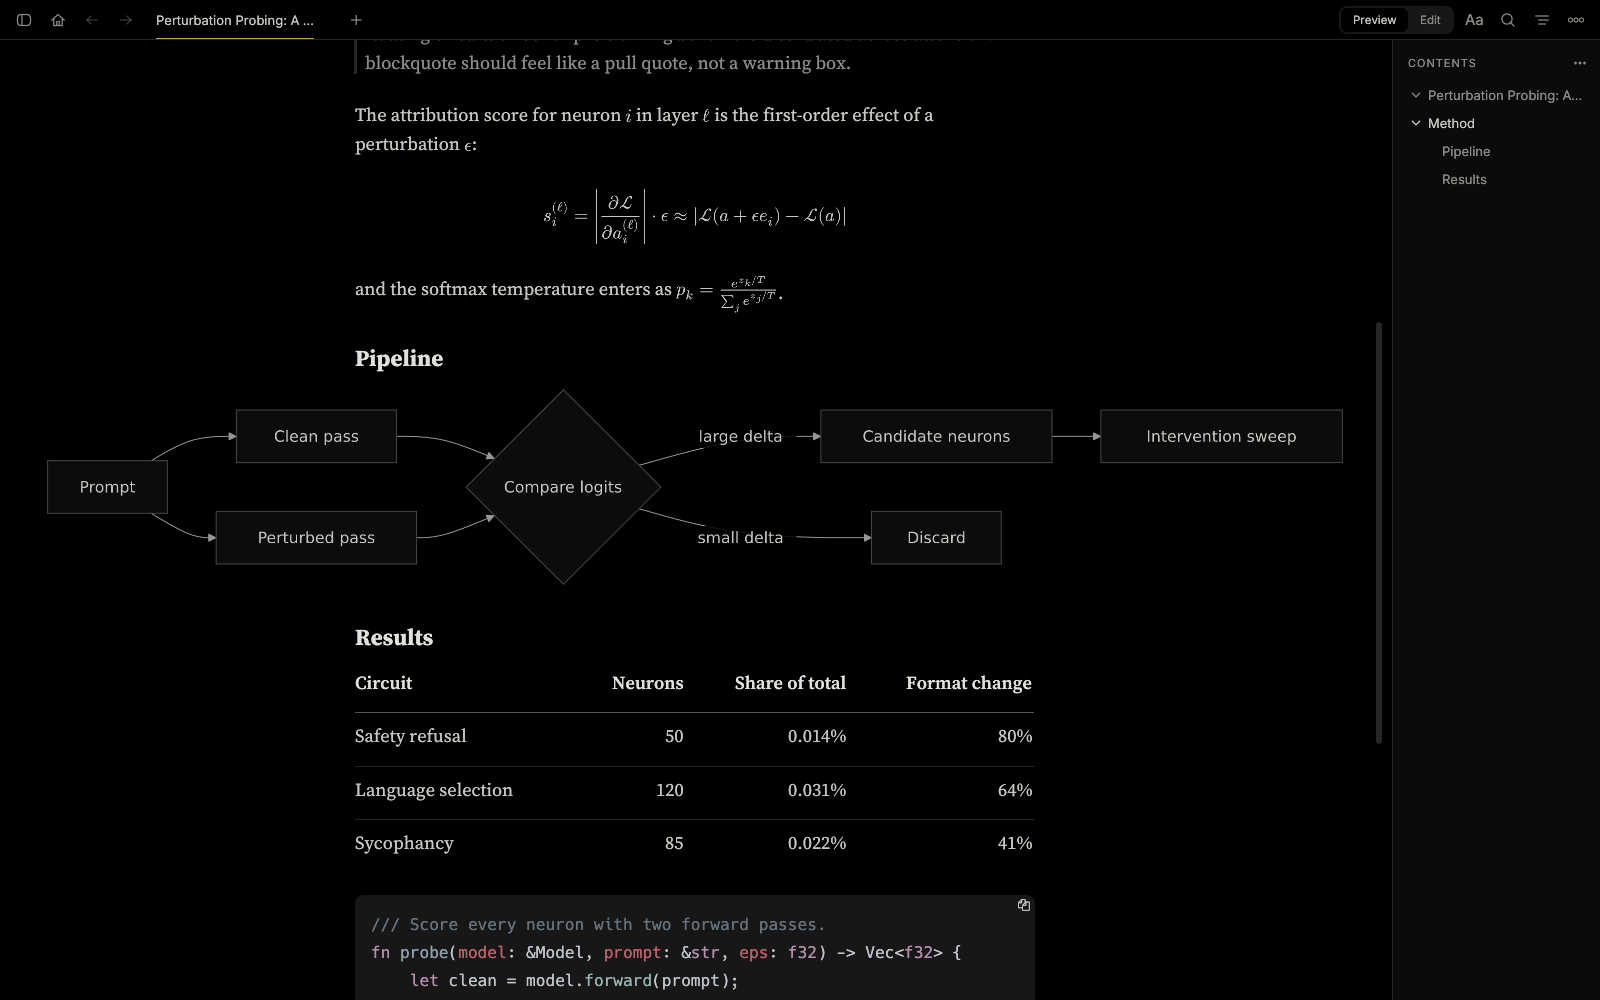 Perturbation Probing: A ...
Preview
Edit
Aa
blockquote should feel like a pull quote, not a warning box.
The attribution score for neuron i in layer ℓ is the first-order effect of a
perturbation ϵ:
s_i^(ℓ) = |∂ℒ/∂a_i^(ℓ)| · ϵ ≈ |ℒ(a + ϵe_i) − ℒ(a)|
and the softmax temperature enters as p_k = e^(z_k/T) / ∑_j e^(z_j/T).
Pipeline
Prompt
Clean pass
Perturbed pass
Compare logits
large delta
small delta
Candidate neurons
Discard
Intervention sweep
Results
Circuit Neurons Share of total Format change
Safety refusal 50 0.014% 80%
Language selection 120 0.031% 64%
Sycophancy 85 0.022% 41%
/// Score every neuron with two forward passes.
fn probe(model: &Model, prompt: &str, eps: f32) -> Vec<f32> {
    let clean = model.forward(prompt);
CONTENTS
Perturbation Probing: A...
Method
Pipeline
Results